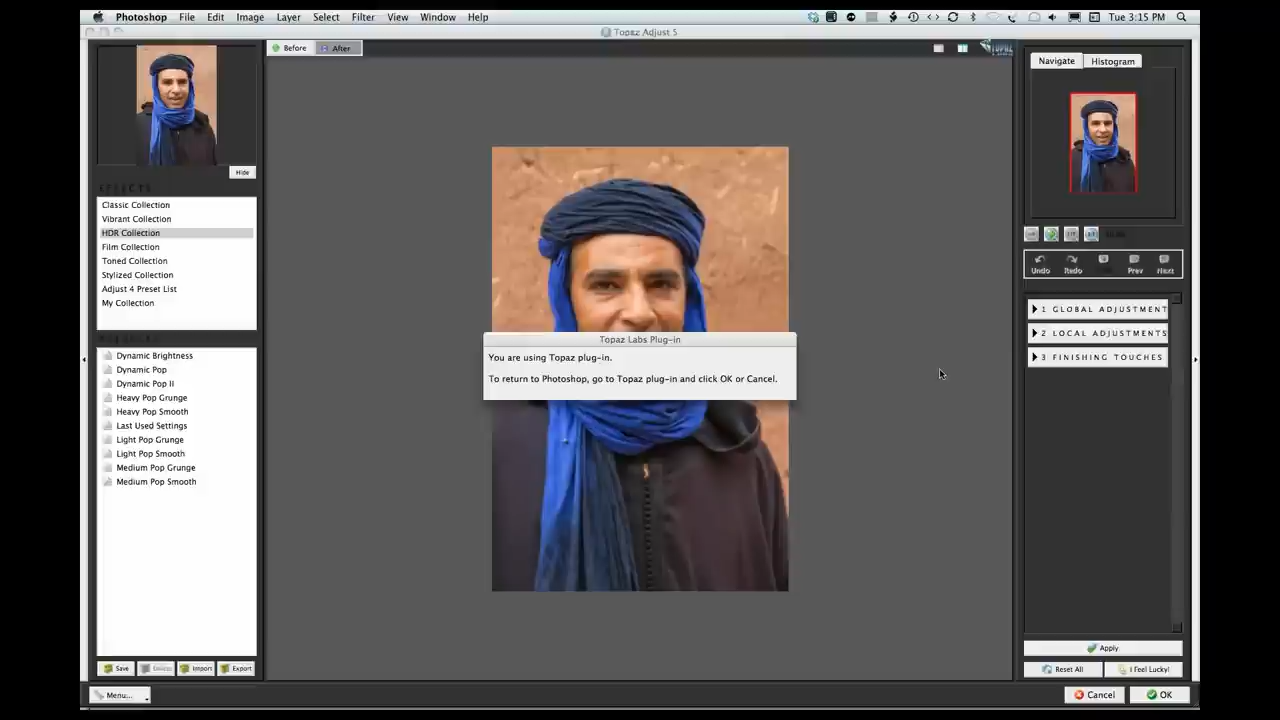 Photoshop File Edit Image Layer Select Filter View Window Help Tue 3:15 PM
Topaz Adjust 5
Before After
TOPAZ
Navigate Histogram
Hide
Classic Collection
Vibrant Collection
HDR Collection
Film Collection
Toned Collection
Stylized Collection
Adjust 4 Preset List
My Collection
Undo Redo Prev Next
1 GLOBAL ADJUSTMENT
2 LOCAL ADJUSTMENTS
3 FINISHING TOUCHES
Topaz Labs Plug-in
You are using Topaz plug-in.
To return to Photoshop, go to Topaz plug-in and click OK or Cancel.
Dynamic Brightness
Dynamic Pop
Dynamic Pop II
Heavy Pop Grunge
Heavy Pop Smooth
Last Used Settings
Light Pop Grunge
Light Pop Smooth
Medium Pop Grunge
Medium Pop Smooth
Apply
Save Delete Import Export
Reset All I Feel Lucky!
Menu...
Cancel OK